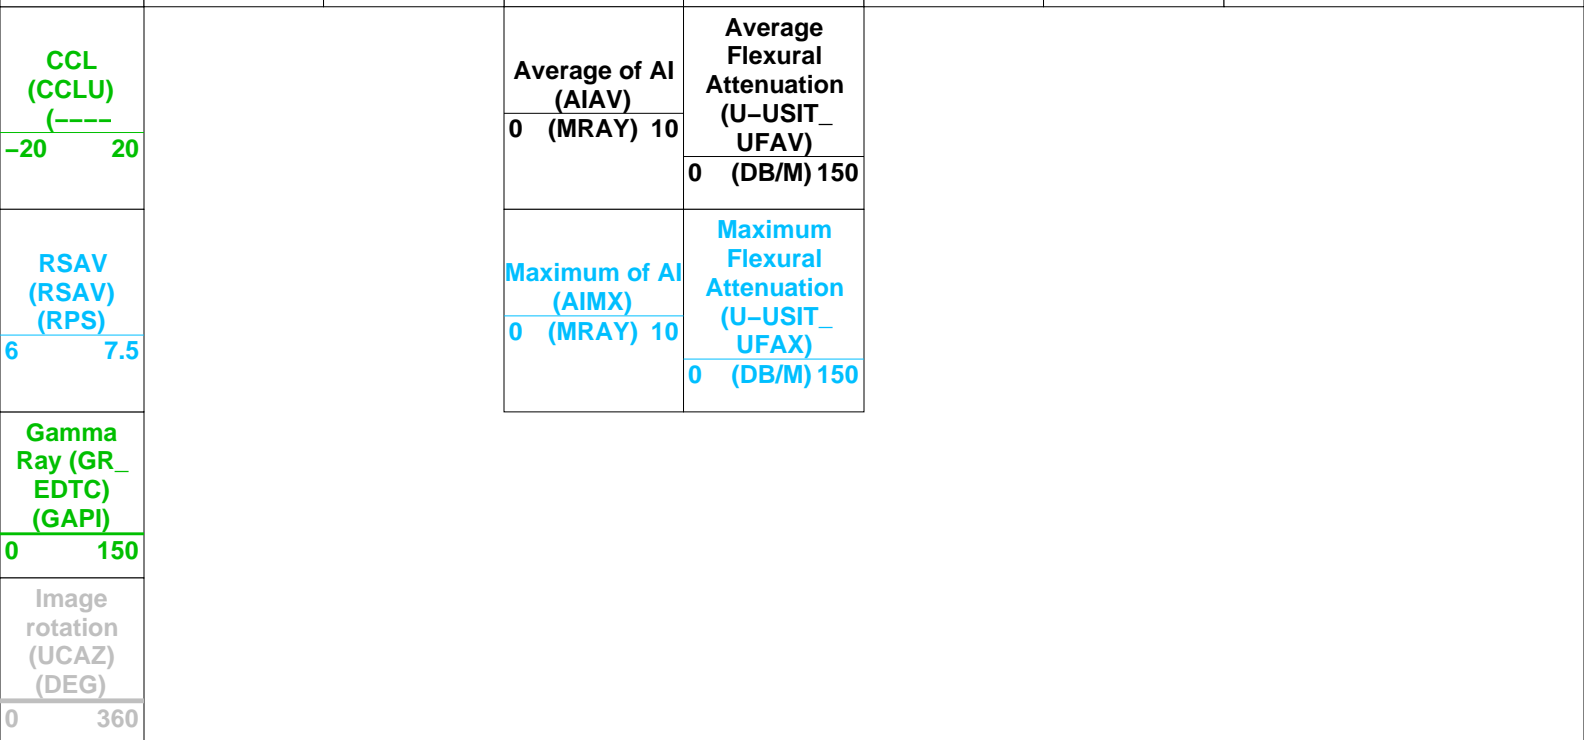 CCL
(CCLU)
(––––
–20 20
Average of AI
(AIAV)
0 (MRAY) 10
Average
Flexural
Attenuation
(U–USIT_
UFAV)
0 (DB/M) 150
RSAV
(RSAV)
(RPS)
6 7.5
Maximum of AI
(AIMX)
0 (MRAY) 10
Maximum
Flexural
Attenuation
(U–USIT_
UFAX)
0 (DB/M) 150
Gamma
Ray (GR_
EDTC)
(GAPI)
0 150
Image
rotation
(UCAZ)
(DEG)
0 360